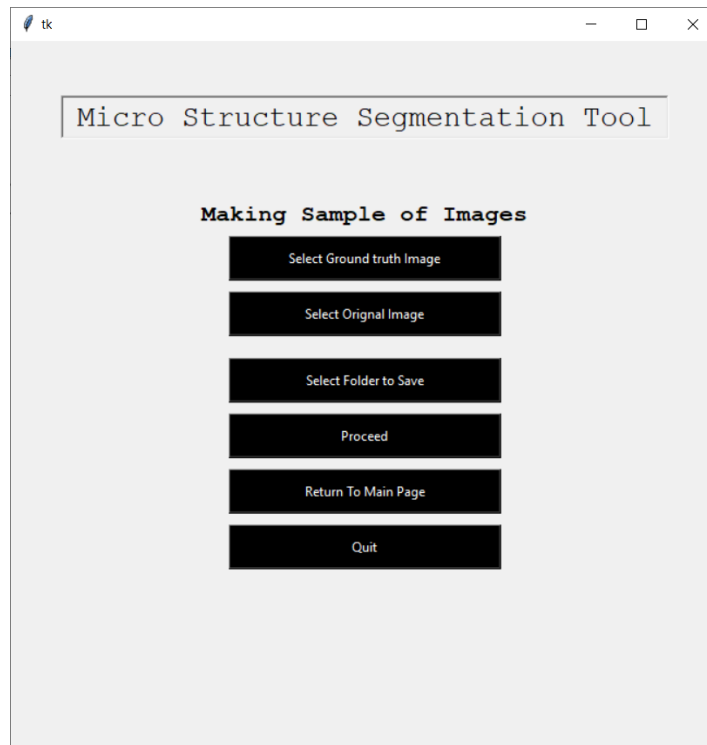 tk
Micro Structure Segmentation Tool
Making Sample of Images
Select Ground truth Image
Select Orignal Image
Select Folder to Save
Proceed
Return To Main Page
Quit